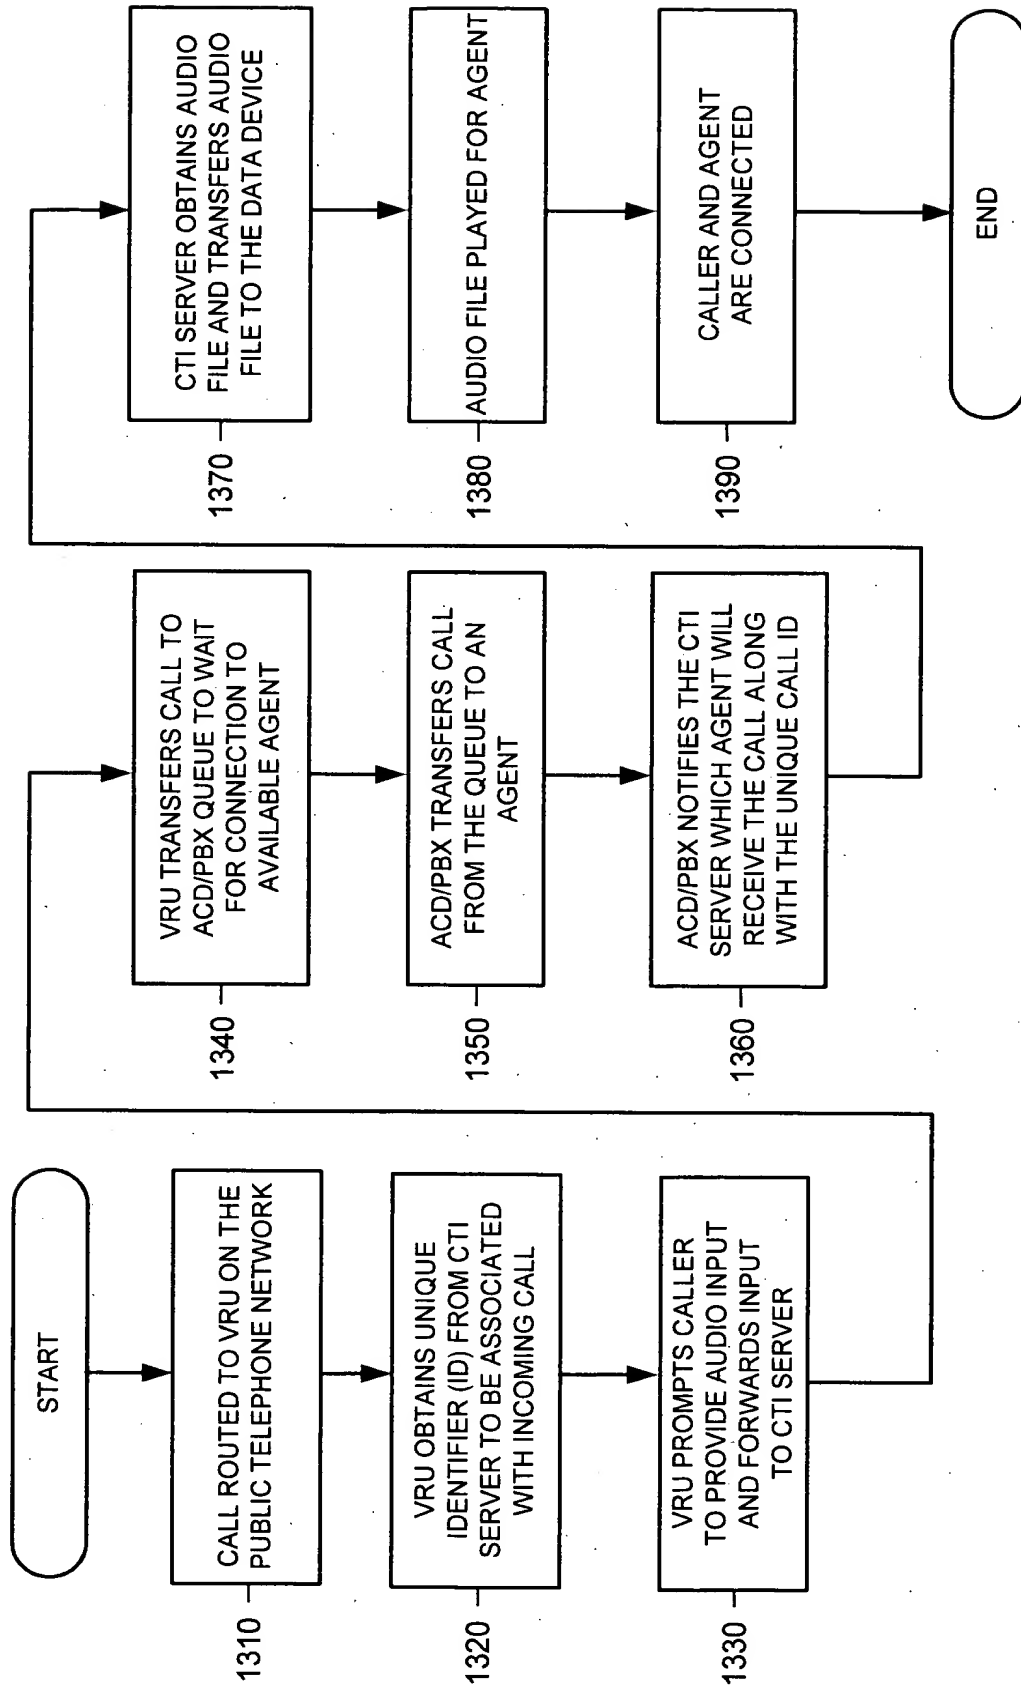 START
CALL ROUTED TO VRU ON THE
PUBLIC TELEPHONE NETWORK
1310
VRU OBTAINS UNIQUE
IDENTIFIER (ID) FROM CTI
SERVER TO BE ASSOCIATED
WITH INCOMING CALL
1320
VRU PROMPTS CALLER
TO PROVIDE AUDIO INPUT
AND FORWARDS INPUT
TO CTI SERVER
1330
VRU TRANSFERS CALL TO
ACD/PBX QUEUE TO WAIT
FOR CONNECTION TO
AVAILABLE AGENT
1340
ACD/PBX TRANSFERS CALL
FROM THE QUEUE TO AN
AGENT
1350
ACD/PBX NOTIFIES THE CTI
SERVER WHICH AGENT WILL
RECEIVE THE CALL ALONG
WITH THE UNIQUE CALL ID
1360
CTI SERVER OBTAINS AUDIO
FILE AND TRANSFERS AUDIO
FILE TO THE DATA DEVICE
1370
AUDIO FILE PLAYED FOR AGENT
1380
CALLER AND AGENT
ARE CONNECTED
1390
END